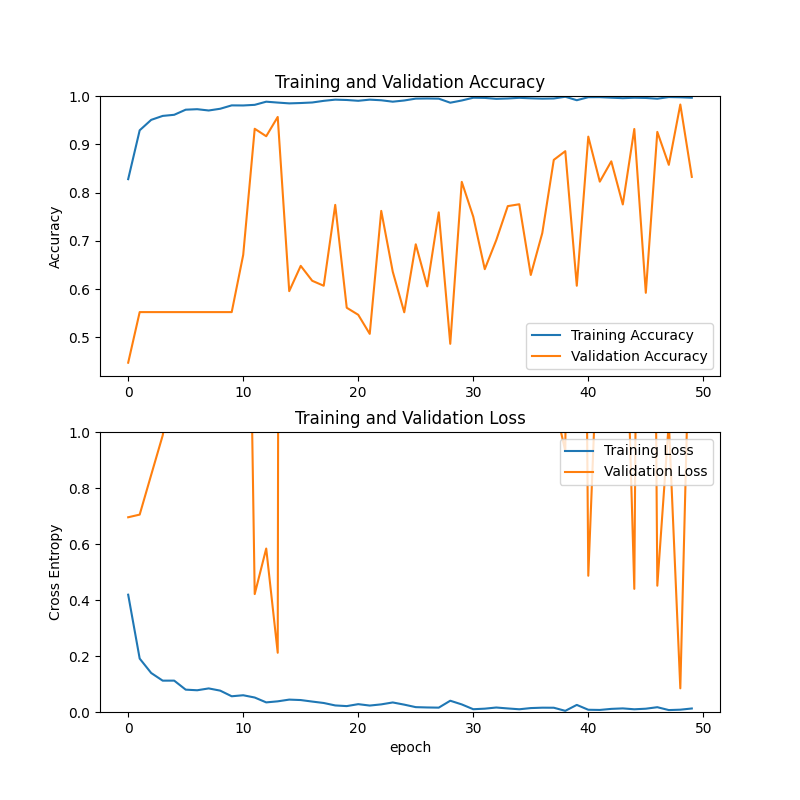 Training and Validation Accuracy
1.0
0.9
0.8
0.7
0.6
0.5
Accuracy
Training Accuracy
Validation Accuracy
0 10 20 30 40 50
Training and Validation Loss
1.0
0.8
0.6
0.4
0.2
0.0
Cross Entropy
Training Loss
Validation Loss
0 10 20 30 40 50
epoch